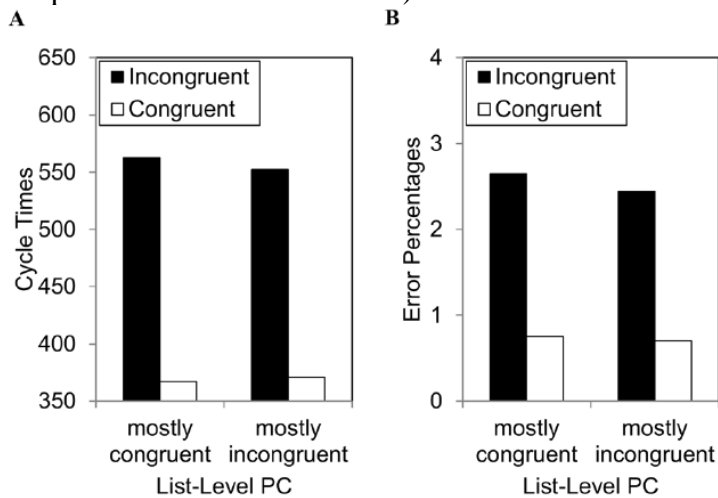 A
650
600
550
500
450
400
350
Cycle Times
Incongruent
Congruent
mostly congruent
mostly incongruent
List-Level PC
B
4
3
2
1
0
Error Percentages
Incongruent
Congruent
mostly congruent
mostly incongruent
List-Level PC